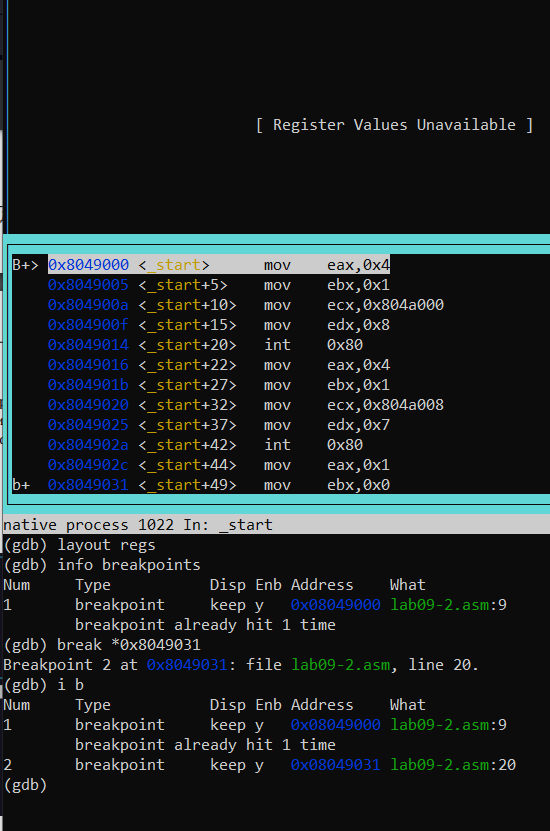 [ Register Values Unavailable ]
B+> 0x8049000 <_start>      mov    eax,0x4
    0x8049005 <_start+5>    mov    ebx,0x1
    0x804900a <_start+10>   mov    ecx,0x804a000
    0x804900f <_start+15>   mov    edx,0x8
    0x8049014 <_start+20>   int    0x80
    0x8049016 <_start+22>   mov    eax,0x4
    0x804901b <_start+27>   mov    ebx,0x1
    0x8049020 <_start+32>   mov    ecx,0x804a008
    0x8049025 <_start+37>   mov    edx,0x7
    0x804902a <_start+42>   int    0x80
    0x804902c <_start+44>   mov    eax,0x1
b+  0x8049031 <_start+49>   mov    ebx,0x0
native process 1022 In: _start
(gdb) layout regs
(gdb) info breakpoints
Num     Type           Disp Enb Address    What
1       breakpoint     keep y   0x08049000 lab09-2.asm:9
        breakpoint already hit 1 time
(gdb) break *0x8049031
Breakpoint 2 at 0x8049031: file lab09-2.asm, line 20.
(gdb) i b
Num     Type           Disp Enb Address    What
1       breakpoint     keep y   0x08049000 lab09-2.asm:9
        breakpoint already hit 1 time
2       breakpoint     keep y   0x08049031 lab09-2.asm:20
(gdb)